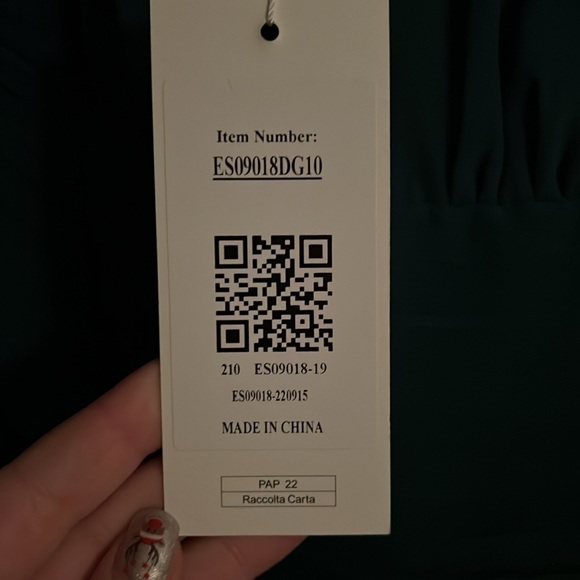 Item Number:
ES09018DG10
210 ES09018-19
ES09018-220915
MADE IN CHINA
PAP 22
Raccolta Carta